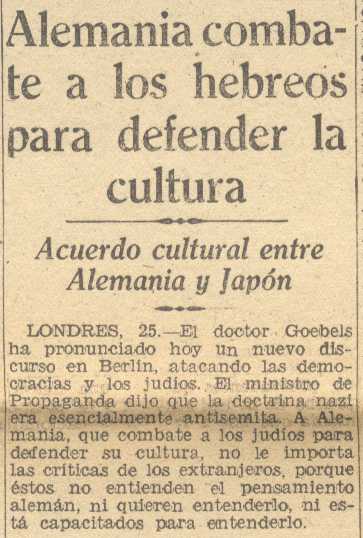 Alemania comba-
te a los hebreos
para defender la
cultura
Acuerdo cultural entre
Alemania y Japón
LONDRES, 25.—El doctor Goebels
ha pronunciado hoy un nuevo dis-
curso en Berlín, atacando las demo-
cracias y los judíos. El ministro de
Propaganda dijo que la doctrina nazi
era esencialmente antisemita. A Ale-
mania, que combate a los judíos para
defender su cultura, no le importa
las críticas de los extranjeros, porque
éstos no entienden el pensamiento
alemán, ni quieren entenderlo, ni es-
tá capacitados para entenderlo.